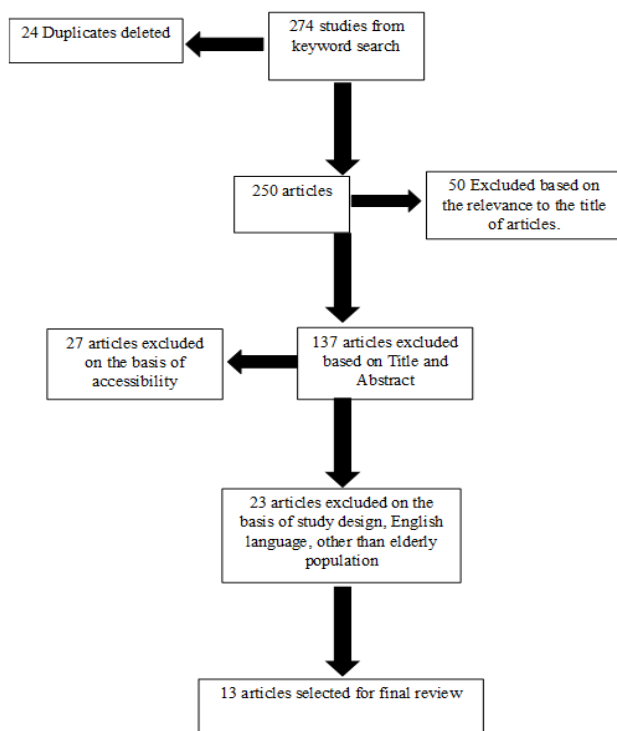 24 Duplicates deleted
274 studies from
keyword search
250 articles
50 Excluded based on
the relevance to the title
of articles.
27 articles excluded
on the basis of
accessibility
137 articles excluded
based on Title and
Abstract
23 articles excluded on the
basis of study design, English
language, other than elderly
population
13 articles selected for final review